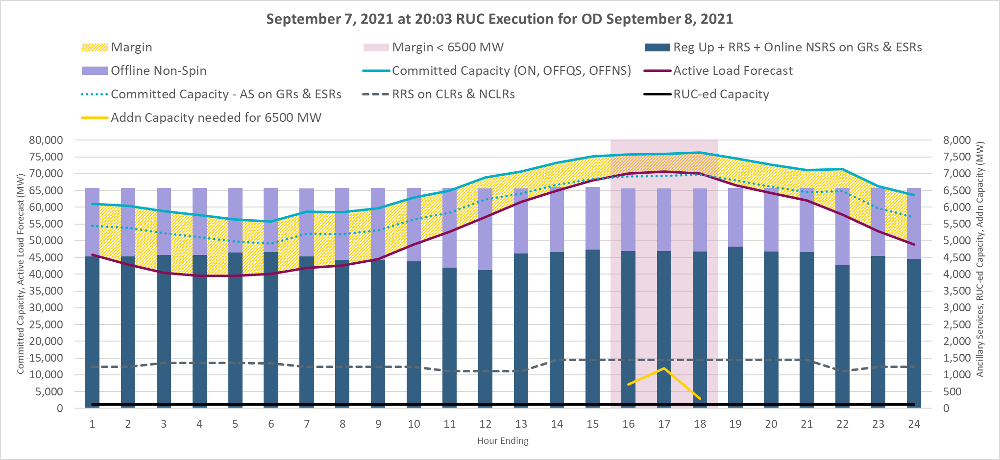 September 7, 2021 at 20:03 RUC Execution for OD September 8, 2021
Margin
Margin < 6500 MW
Reg Up + RRS + Online NSRS on GRs & ESRs
Offline Non-Spin
Committed Capacity (ON, OFFQS, OFFNS)
Active Load Forecast
Committed Capacity - AS on GRs & ESRs
RRS on CLRs & NCLRs
RUC-ed Capacity
Addn Capacity needed for 6500 MW
Committed Capacity, Active Load Forecast (MW)
80,000
75,000
70,000
65,000
60,000
55,000
50,000
45,000
40,000
35,000
30,000
25,000
20,000
15,000
10,000
5,000
0
8,000
7,500
7,000
6,500
6,000
5,500
5,000
4,500
4,000
3,500
3,000
2,500
2,000
1,500
1,000
500
0
Ancillary Services, RUC-ed Capacity, Addn Capacity (MW)
1 2 3 4 5 6 7 8 9 10 11 12 13 14 15 16 17 18 19 20 21 22 23 24
Hour Ending